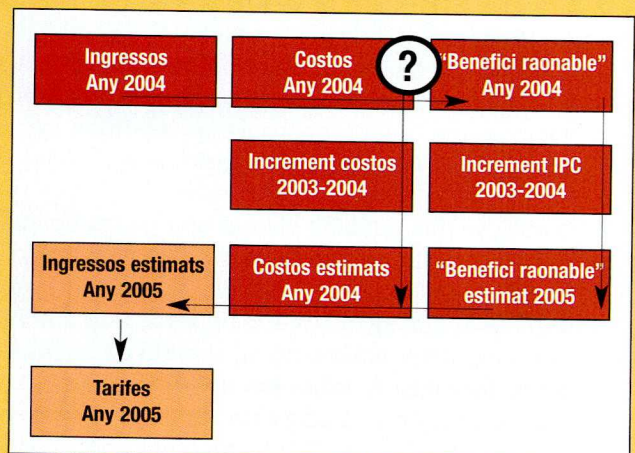 Ingressos
Any 2004
Costos
Any 2004
?
"Benefici raonable"
Any 2004
Increment costos
2003-2004
Increment IPC
2003-2004
Ingressos estimats
Any 2005
Costos estimats
Any 2004
"Benefici raonable"
estimat 2005
Tarifes
Any 2005